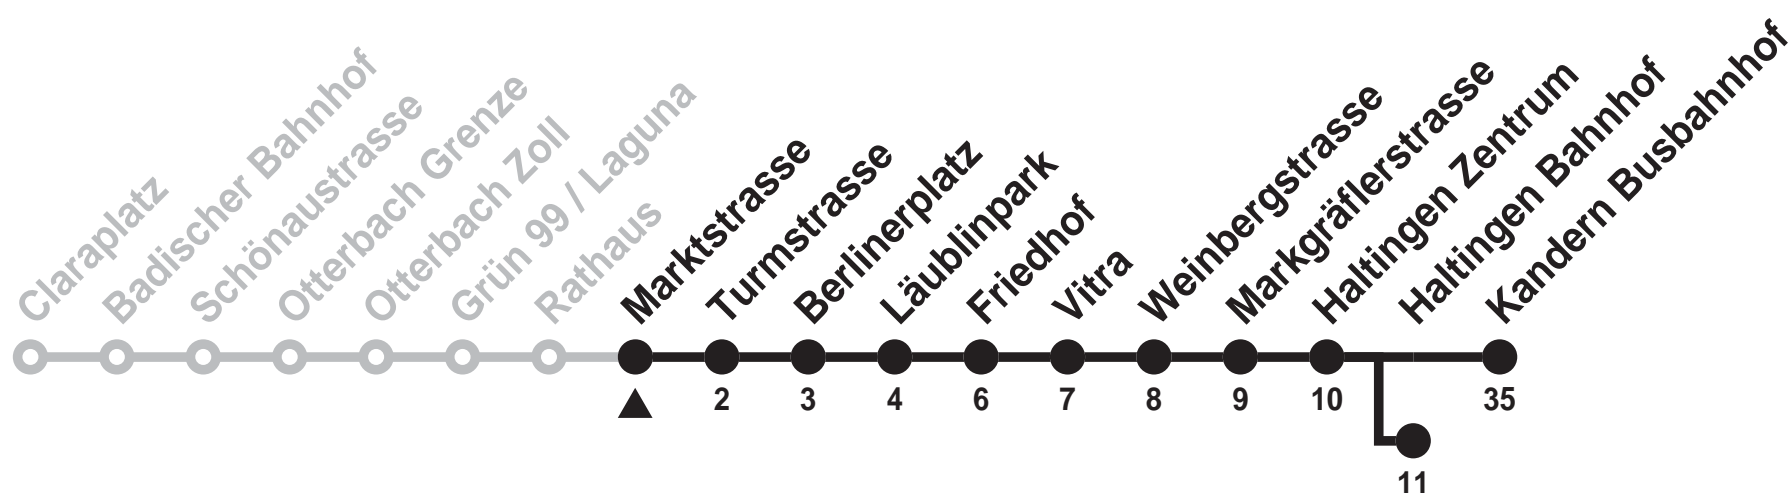 Claraplatz
Badischer Bahnhof
Schönaustrasse
Otterbach Grenze
Otterbach Zoll
Grün 99 / Laguna
Rathaus
Marktstrasse
Turmstrasse
Berlinerplatz
Läublinpark
Friedhof
Vitra
Weinbergstrasse
Markgräflerstrasse
Haltingen Zentrum
Haltingen Bahnhof
Kandern Busbahnhof
2 3 4 6 7 8 9 10 35
11